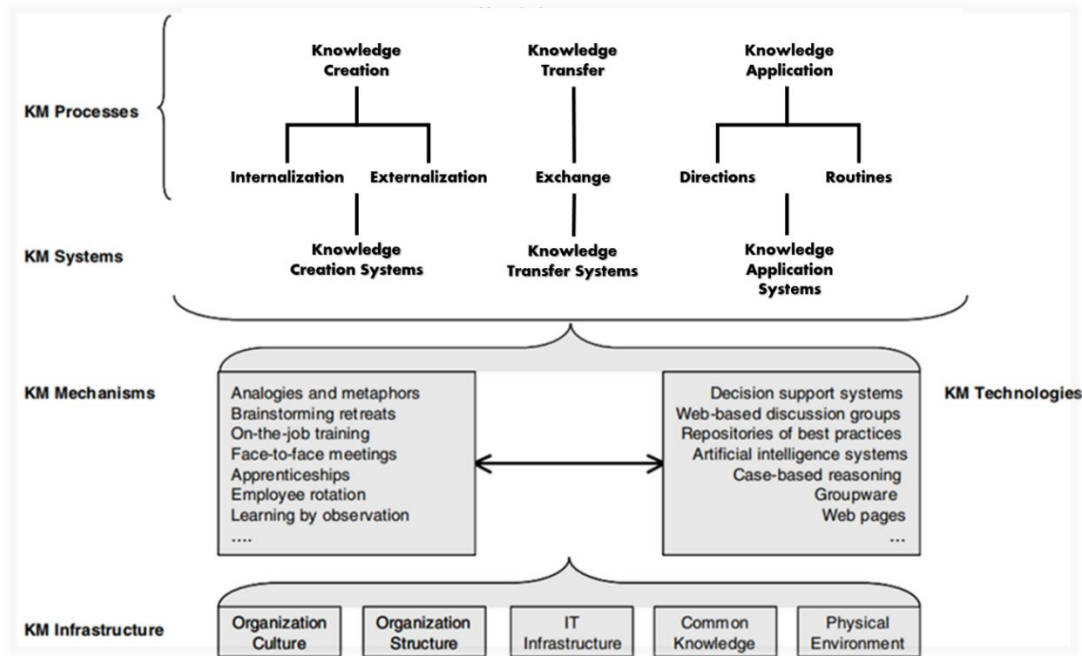 Knowledge
Creation
Knowledge
Transfer
Knowledge
Application
KM Processes
Internalization
Externalization
Exchange
Directions
Routines
KM Systems
Knowledge
Creation Systems
Knowledge
Transfer Systems
Knowledge
Application
Systems
KM Mechanisms
Analogies and metaphors
Brainstorming retreats
On-the-job training
Face-to-face meetings
Apprenticeships
Employee rotation
Learning by observation
....
Decision support systems
Web-based discussion groups
Repositories of best practices
Artificial intelligence systems
Case-based reasoning
Groupware
Web pages
...
KM Technologies
KM Infrastructure
Organization
Culture
Organization
Structure
IT
Infrastructure
Common
Knowledge
Physical
Environment